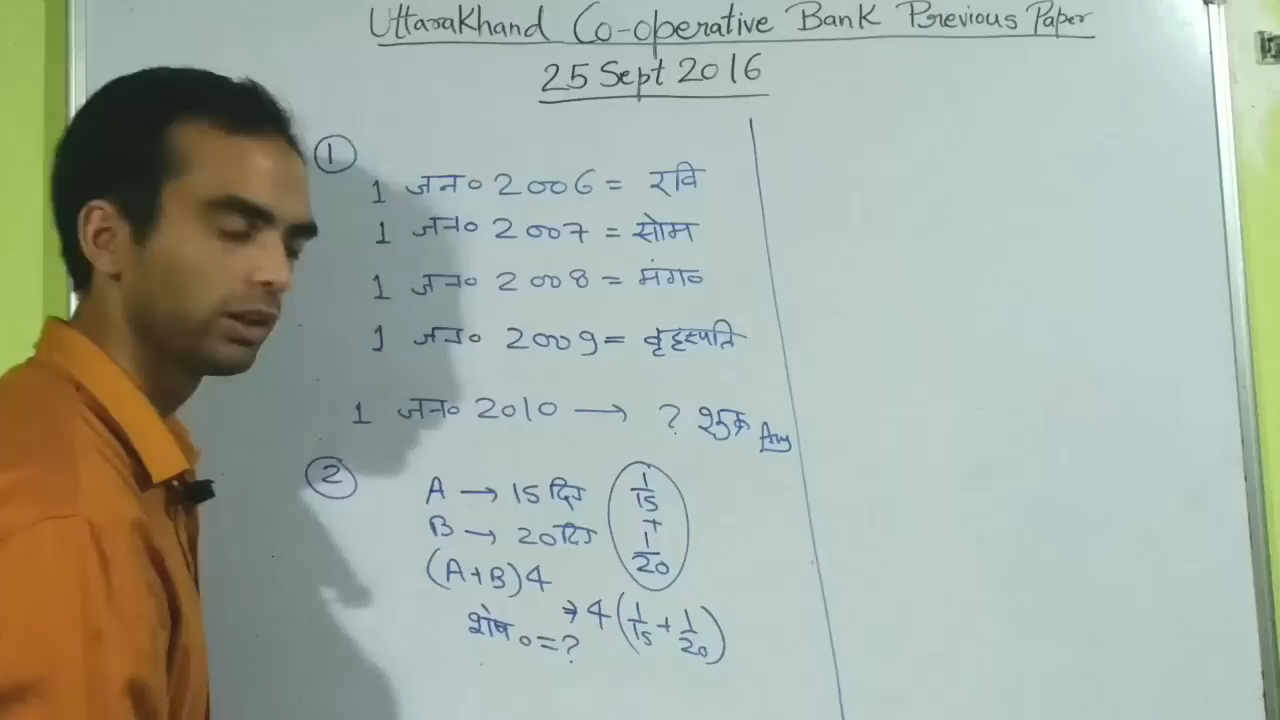 Uttarakhand Co-operative Bank Previous Paper
25 Sept 2016
1
1 जन० 2006 = रवि
1 जन० 2007 = सोम
1 जन० 2008 = मंग०
1 जन० 2009 = वृहस्पति
1 जन० 2010 → ? शुक्र Ans
2
A → 15 दिन 1/15
+
B → 20 दिन 1/20
(A+B)4
⇒ 4(1/15 + 1/20)
शेष० = ?